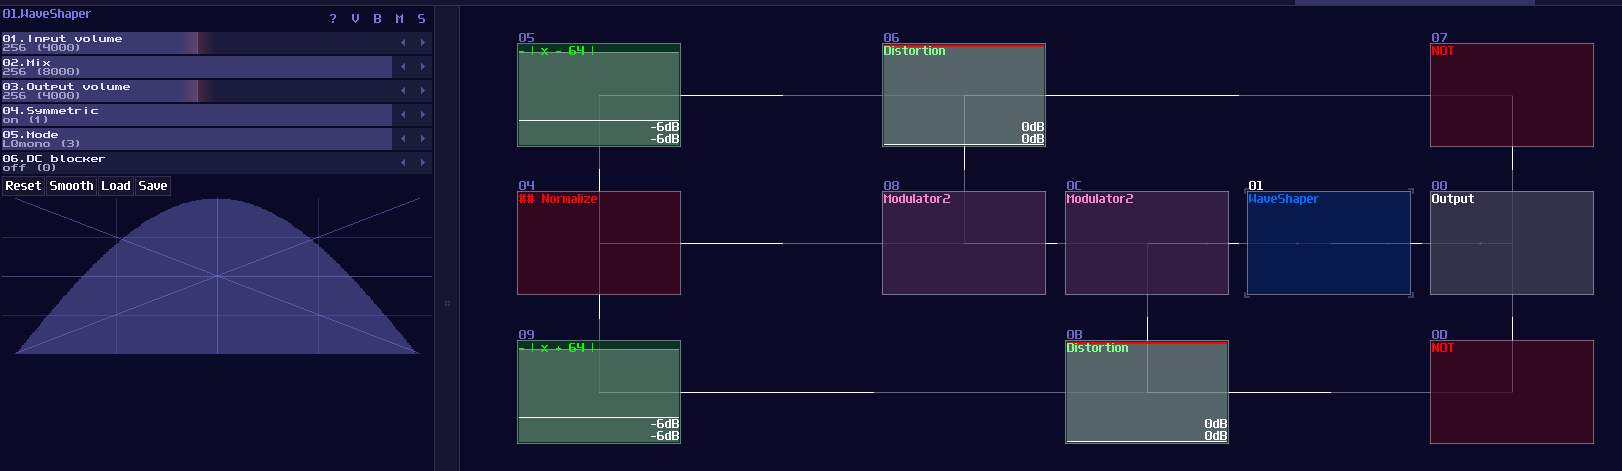 01.WaveShaper
? V B M S
01.Input volume
256 (4000)
02.Mix
256 (8000)
03.Output volume
256 (4000)
04.Symmetric
on (1)
05.Mode
LQmono (3)
06.DC blocker
off (0)
Reset Smooth Load Save
05
- | x - 64 |
-6dB
-6dB
06
Distortion
0dB
0dB
07
NOT
04
## Normalize
08
Modulator2
0C
Modulator2
01
WaveShaper
00
Output
09
- | x + 64 |
-6dB
-6dB
0B
Distortion
0dB
0dB
0D
NOT